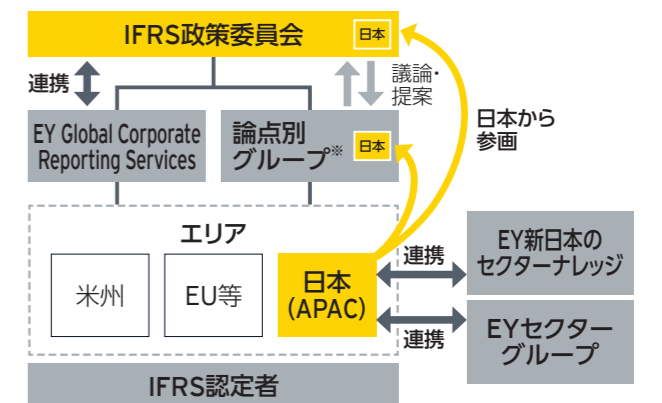 IFRS政策委員会
日本
連携
議論・
提案
日本から
参画
EY Global Corporate
Reporting Services
論点別
グループ※
日本
エリア
米州
EU等
日本
(APAC)
連携
EY新日本の
セクターナレッジ
連携
EYセクター
グループ
IFRS認定者